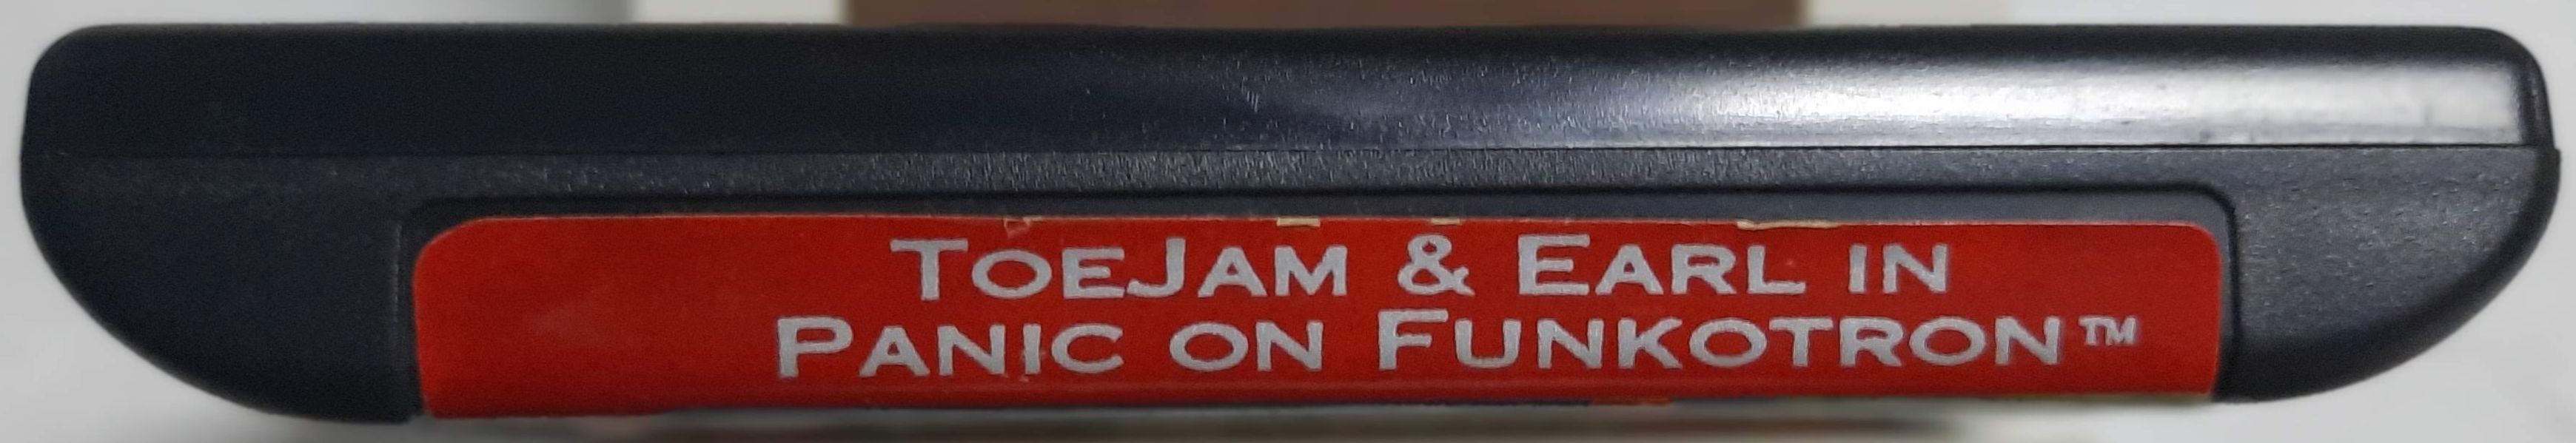 ToeJam & Earl in
Panic on Funkotron™